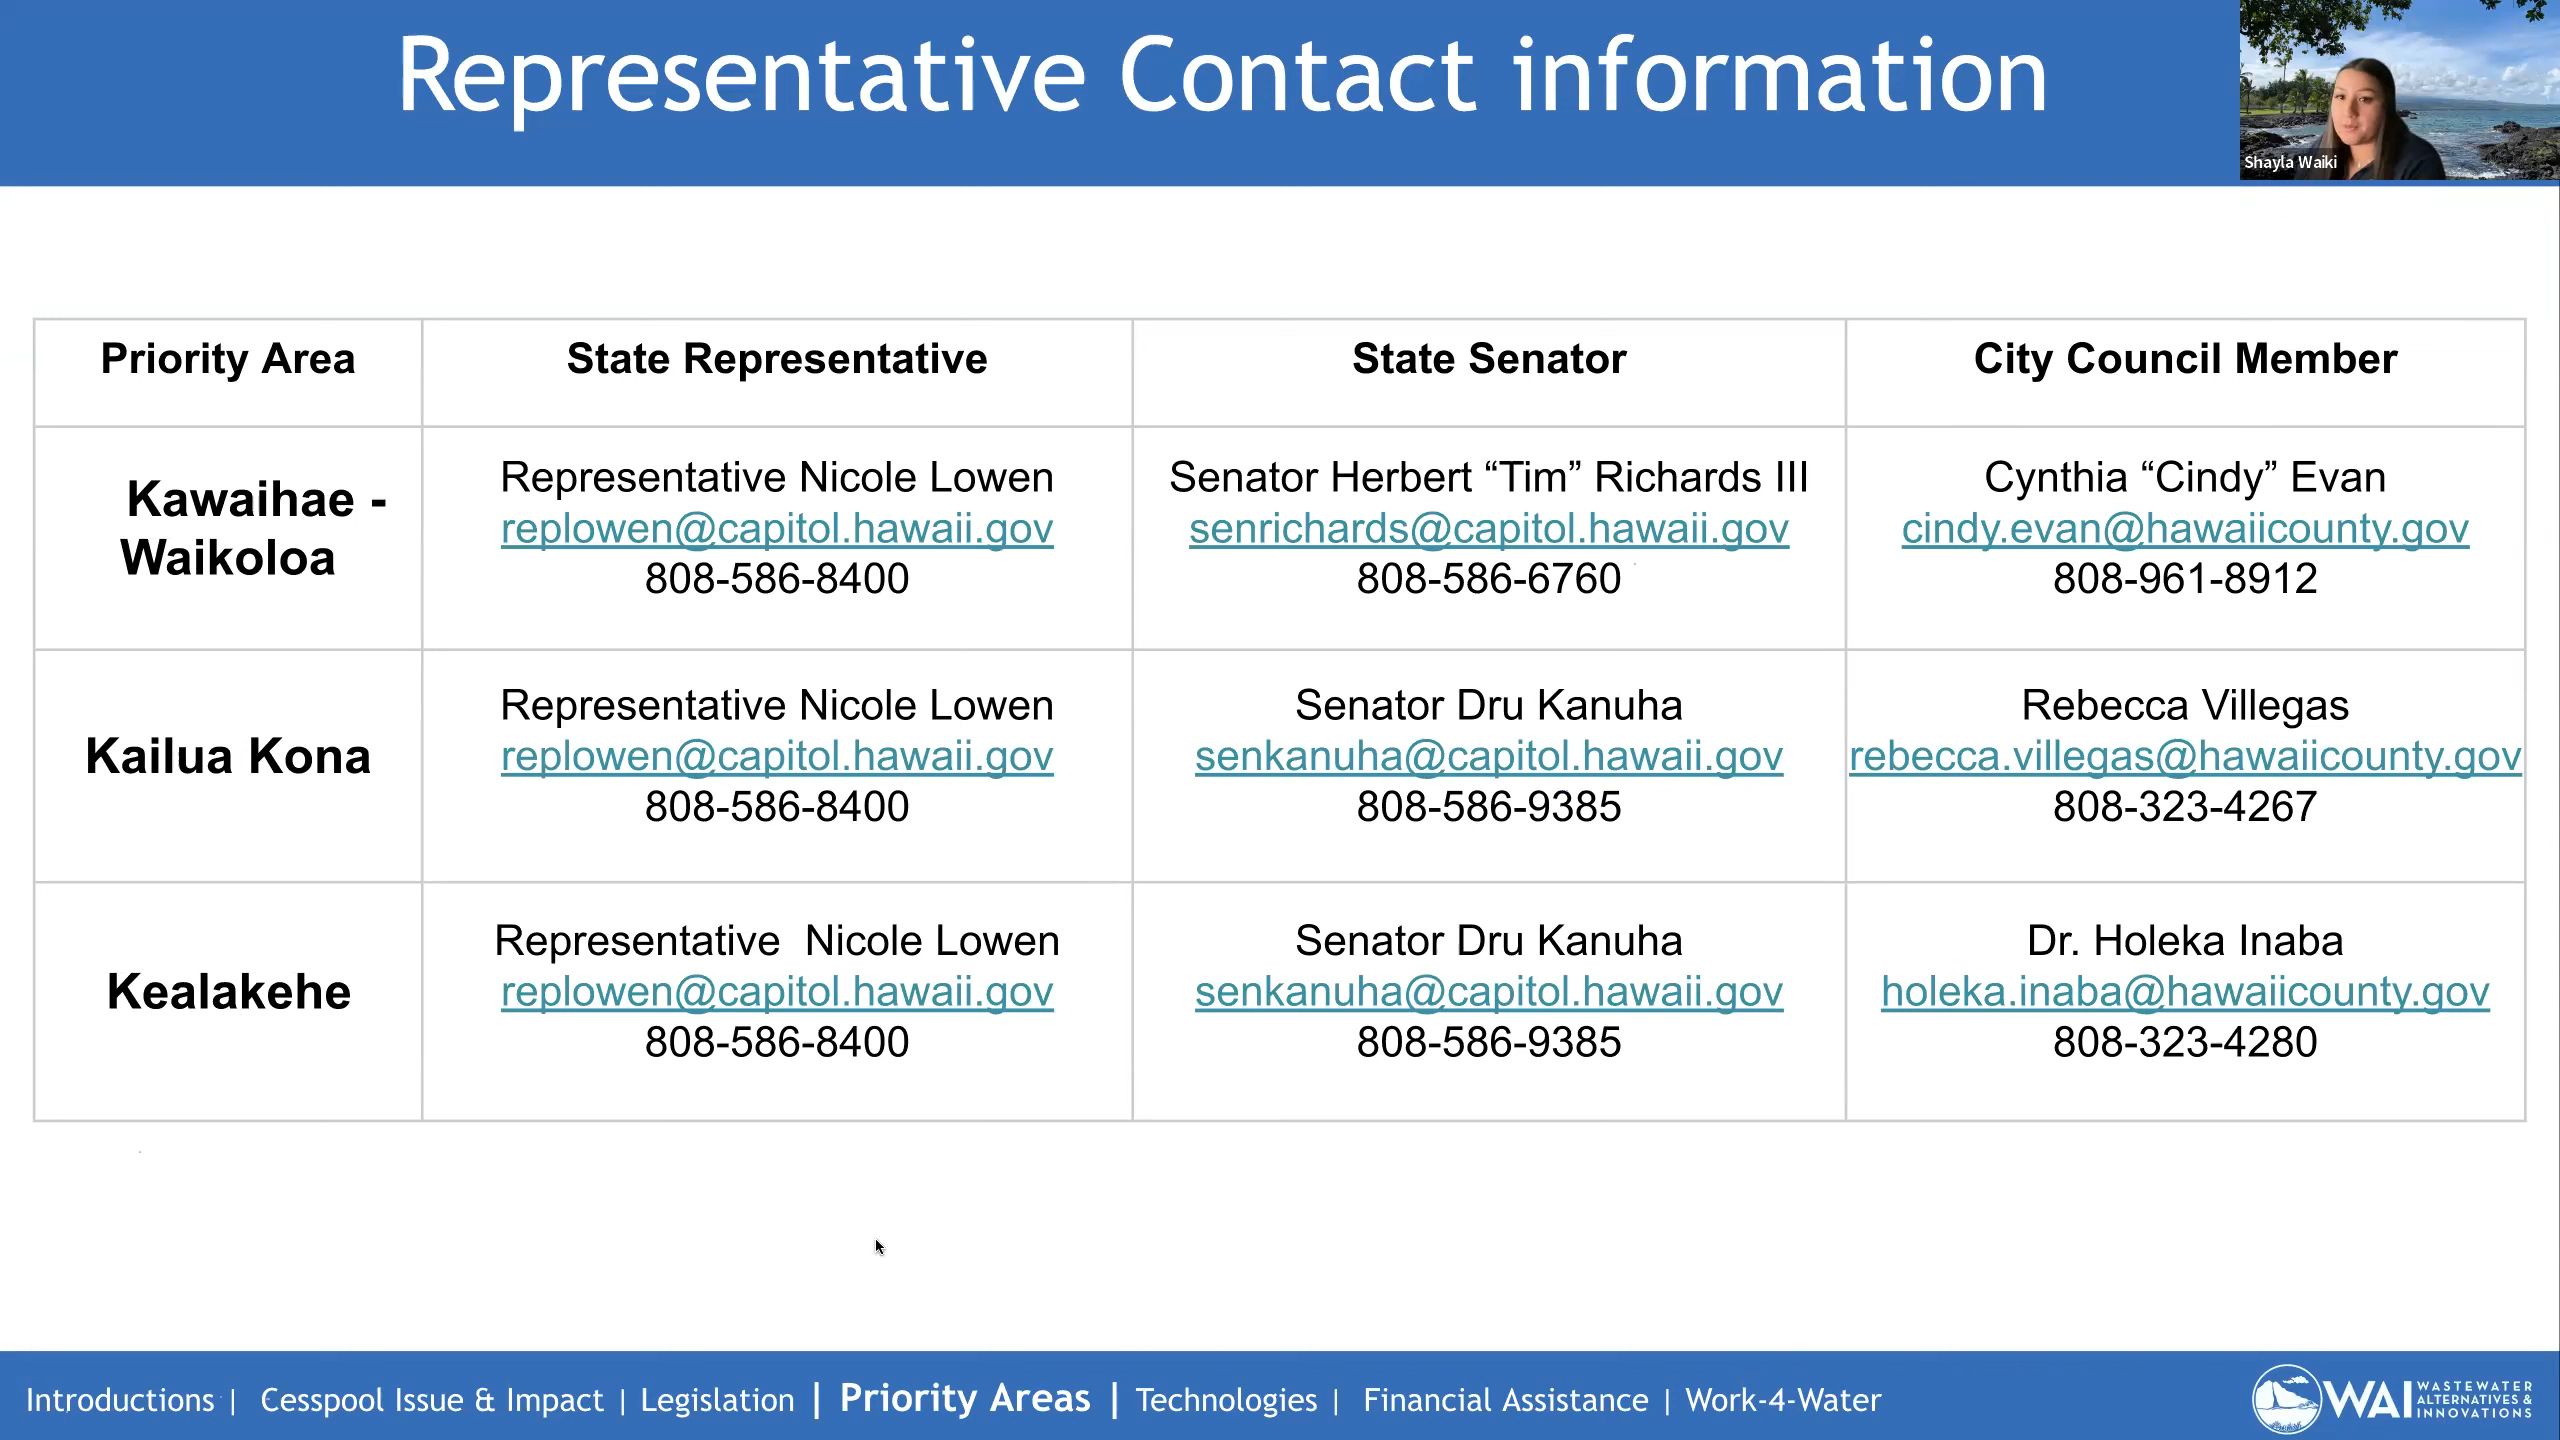 Representative Contact information
Shayla Waiki
Priority Area
State Representative
State Senator
City Council Member
Kawaihae -
Waikoloa
Representative Nicole Lowen
replowen@capitol.hawaii.gov
808-586-8400
Senator Herbert “Tim” Richards III
senrichards@capitol.hawaii.gov
808-586-6760
Cynthia “Cindy” Evan
cindy.evan@hawaiicounty.gov
808-961-8912
Kailua Kona
Representative Nicole Lowen
replowen@capitol.hawaii.gov
808-586-8400
Senator Dru Kanuha
senkanuha@capitol.hawaii.gov
808-586-9385
Rebecca Villegas
rebecca.villegas@hawaiicounty.gov
808-323-4267
Kealakehe
Representative  Nicole Lowen
replowen@capitol.hawaii.gov
808-586-8400
Senator Dru Kanuha
senkanuha@capitol.hawaii.gov
808-586-9385
Dr. Holeka Inaba
holeka.inaba@hawaiicounty.gov
808-323-4280
Introductions | Cesspool Issue & Impact | Legislation | Priority Areas | Technologies | Financial Assistance | Work-4-Water
WAI
WASTEWATER
ALTERNATIVES &
INNOVATIONS